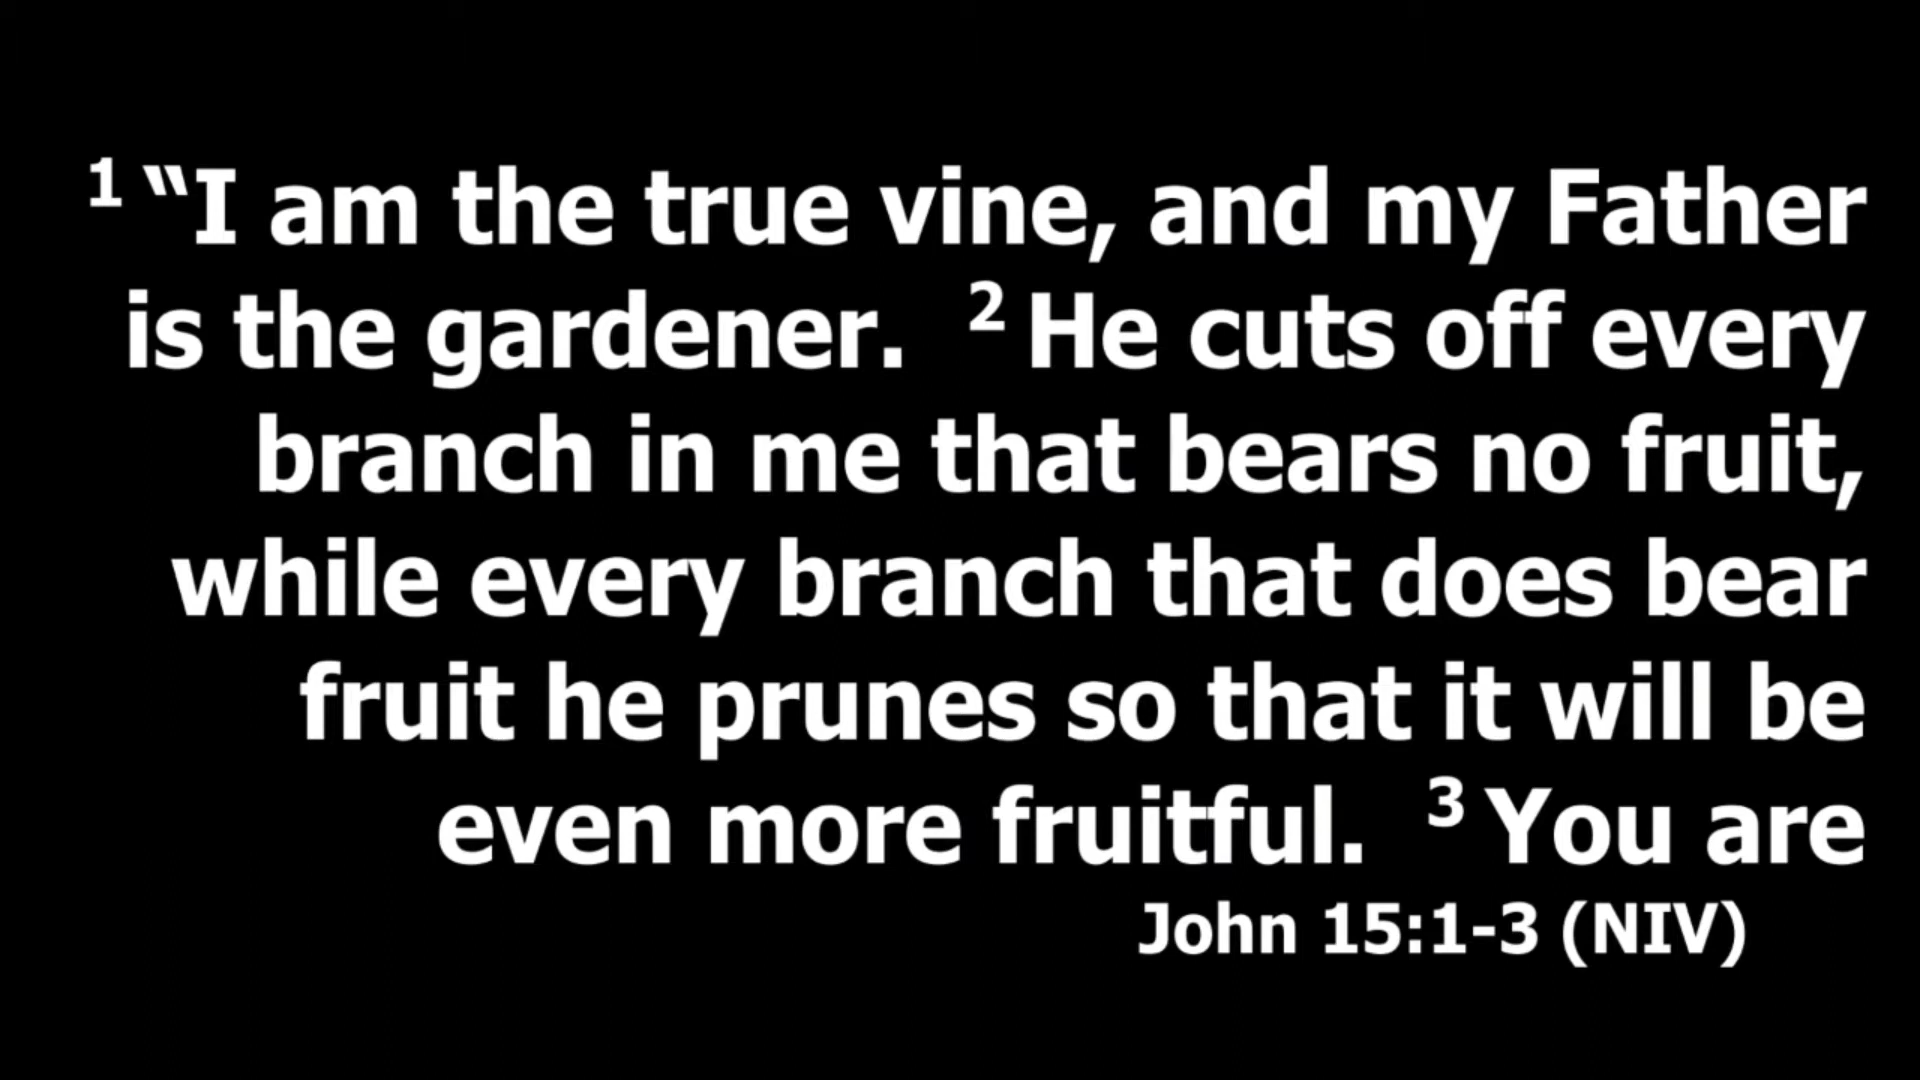 1 “I am the true vine, and my Father
is the gardener. 2 He cuts off every
branch in me that bears no fruit,
while every branch that does bear
fruit he prunes so that it will be
even more fruitful. 3 You are
John 15:1-3 (NIV)